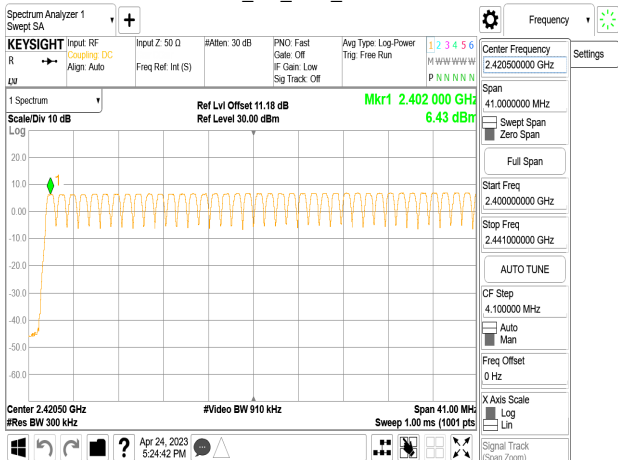 Spectrum Analyzer 1
Swept SA
+
Frequency
KEYSIGHT
R
LXI
Input: RF
Coupling: DC
Align: Auto
Input Z: 50 Ω
Freq Ref: Int (S)
#Atten: 30 dB
PNO: Fast
Gate: Off
IF Gain: Low
Sig Track: Off
Avg Type: Log-Power
Trig: Free Run
1 2 3 4 5 6
M W W W W W
P N N N N N
1 Spectrum
Scale/Div 10 dB
Log
Ref Lvl Offset 11.18 dB
Ref Level 30.00 dBm
Mkr1 2.402 000 GHz
6.43 dBm
1
20.0
10.0
0.00
-10.0
-20.0
-30.0
-40.0
-50.0
-60.0
Center 2.42050 GHz
#Res BW 300 kHz
#Video BW 910 kHz
Span 41.00 MHz
Sweep 1.00 ms (1001 pts
?
Apr 24, 2023
5:24:42 PM
Center Frequency
2.420500000 GHz
Span
41.0000000 MHz
Swept Span
Zero Span
Full Span
Start Freq
2.400000000 GHz
Stop Freq
2.441000000 GHz
AUTO TUNE
CF Step
4.100000 MHz
Auto
Man
Freq Offset
0 Hz
X Axis Scale
Log
Lin
Signal Track
(Span Zoom)
Settings